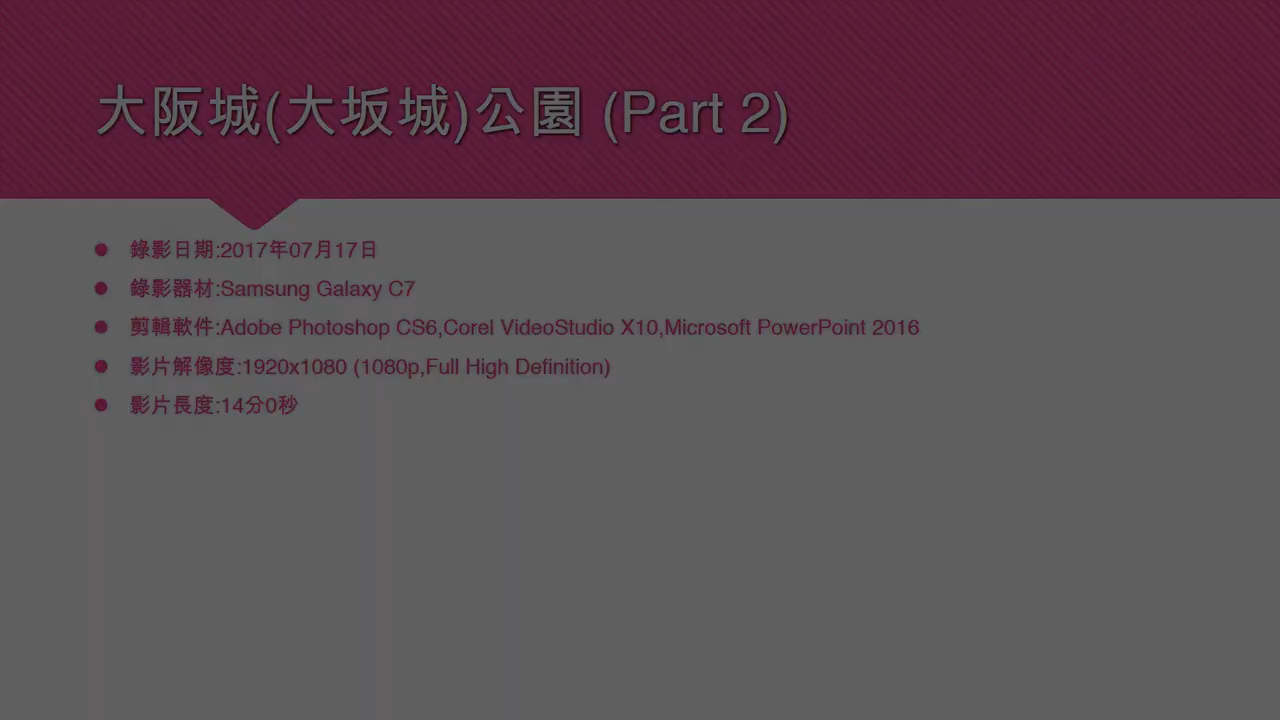 大阪城(大坂城)公園 (Part 2)
錄影日期:2017年07月17日
錄影器材:Samsung Galaxy C7
剪輯軟件:Adobe Photoshop CS6,Corel VideoStudio X10,Microsoft PowerPoint 2016
影片解像度:1920x1080 (1080p,Full High Definition)
影片長度:14分0秒